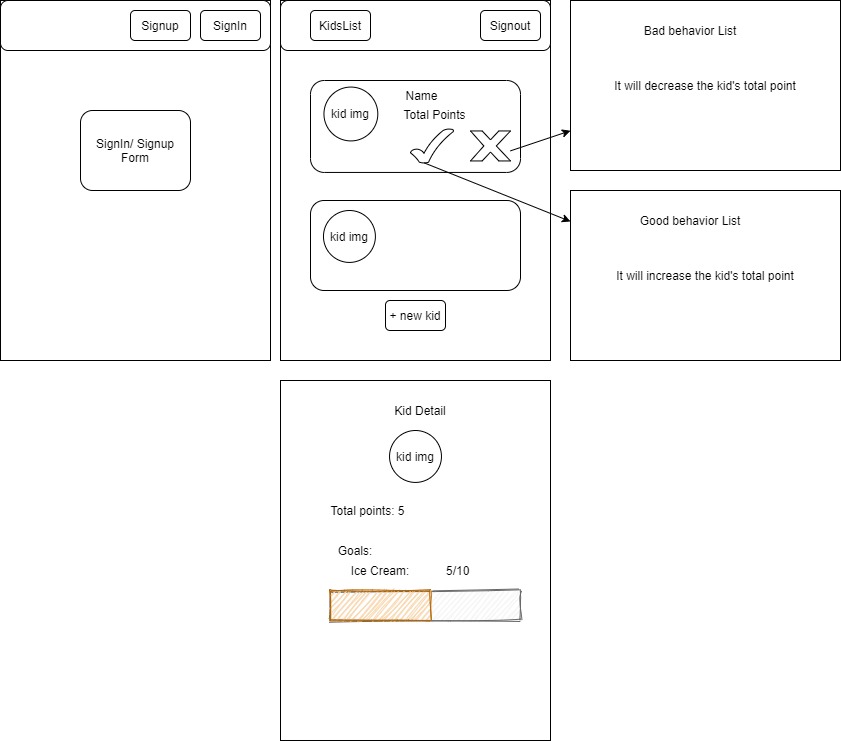 Signup
SignIn
SignIn/ Signup
Form
KidsList
Signout
kid img
Name
Total Points
kid img
+ new kid
Bad behavior List
It will decrease the kid's total point
Good behavior List
It will increase the kid's total point
Kid Detail
kid img
Total points: 5
Goals:
Ice Cream: 5/10